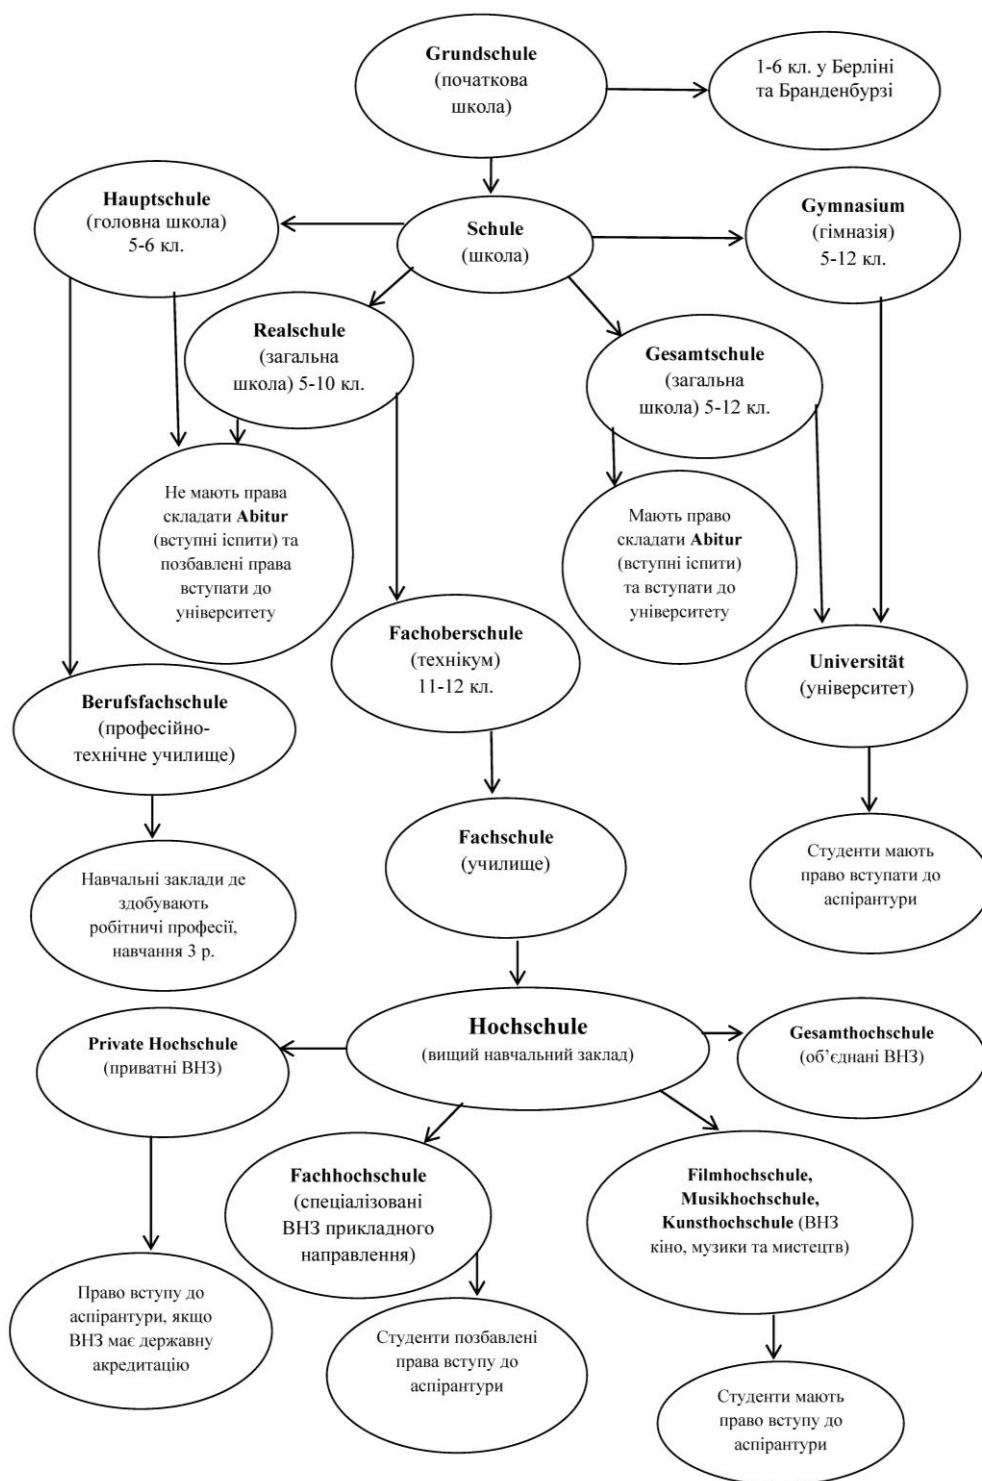 Grundschule
(початкова
школа)
1-6 кл. у Берліні
та Бранденбурзі
Hauptschule
(головна школа)
5-6 кл.
Schule
(школа)
Gymnasium
(гімназія)
5-12 кл.
Realschule
(загальна
школа) 5-10 кл.
Gesamtschule
(загальна
школа) 5-12 кл.
Не мають права
складати Abitur
(вступні іспити) та
позбавлені права
вступати до
університету
Мають право
складати Abitur
(вступні іспити)
та вступати до
університету
Fachoberschule
(технікум)
11-12 кл.
Universität
(університет)
Berufsfachschule
(професійно-
технічне училище)
Fachschule
(училище)
Студенти мають
право вступати до
аспірантури
Навчальні заклади де
здобувають
робітничі професії,
навчання 3 р.
Hochschule
(вищий навчальний заклад)
Private Hochschule
(приватні ВНЗ)
Gesamthochschule
(об’єднані ВНЗ)
Fachhochschule
(спеціалізовані
ВНЗ прикладного
направлення)
Filmhochschule,
Musikhochschule,
Kunsthochschule (ВНЗ
кіно, музики та мистецтв)
Право вступу до
аспірантури, якщо
ВНЗ має державну
акредитацію
Студенти позбавлені
права вступу до
аспірантури
Студенти мають
право вступу до
аспірантури